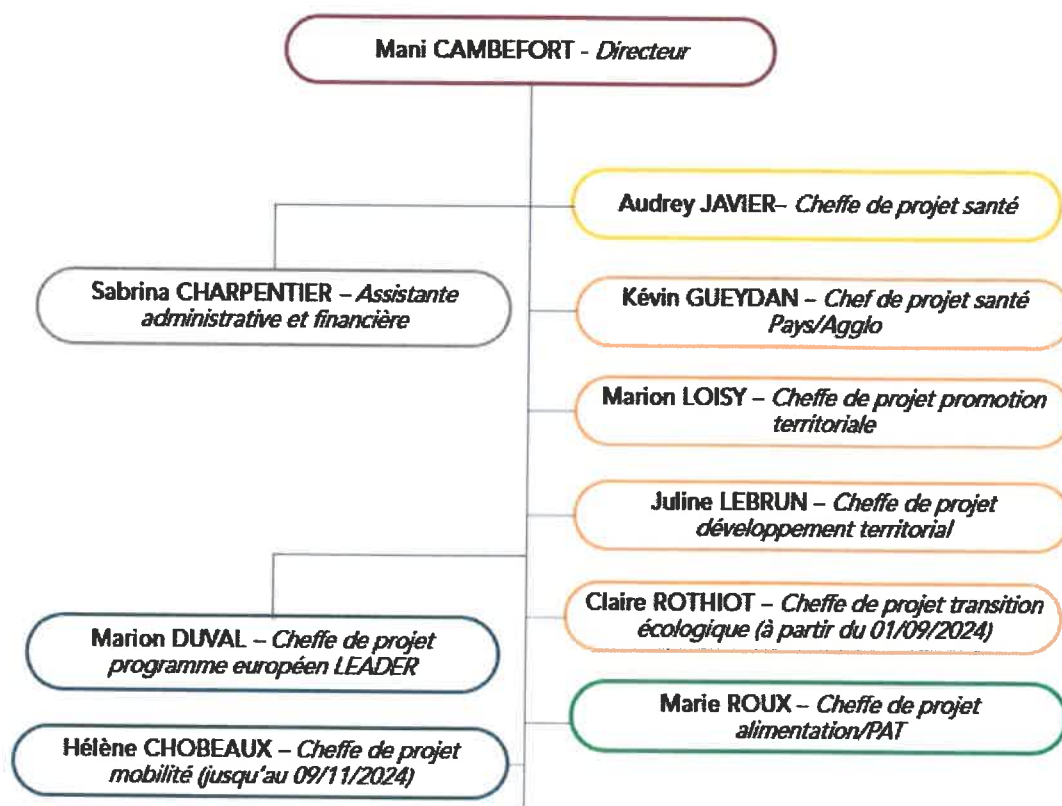 Mani CAMBEFORT - Directeur
Audrey JAVIER– Cheffe de projet santé
Sabrina CHARPENTIER – Assistante
administrative et financière
Kévin GUEYDAN – Chef de projet santé
Pays/Agglo
Marion LOISY – Cheffe de projet promotion
territoriale
Juline LEBRUN – Cheffe de projet
développement territorial
Claire ROTHIOT – Cheffe de projet transition
écologique (à partir du 01/09/2024)
Marion DUVAL – Cheffe de projet
programme européen LEADER
Marie ROUX – Cheffe de projet
alimentation/PAT
Hélène CHOBEAUX – Cheffe de projet
mobilité (jusqu'au 09/11/2024)